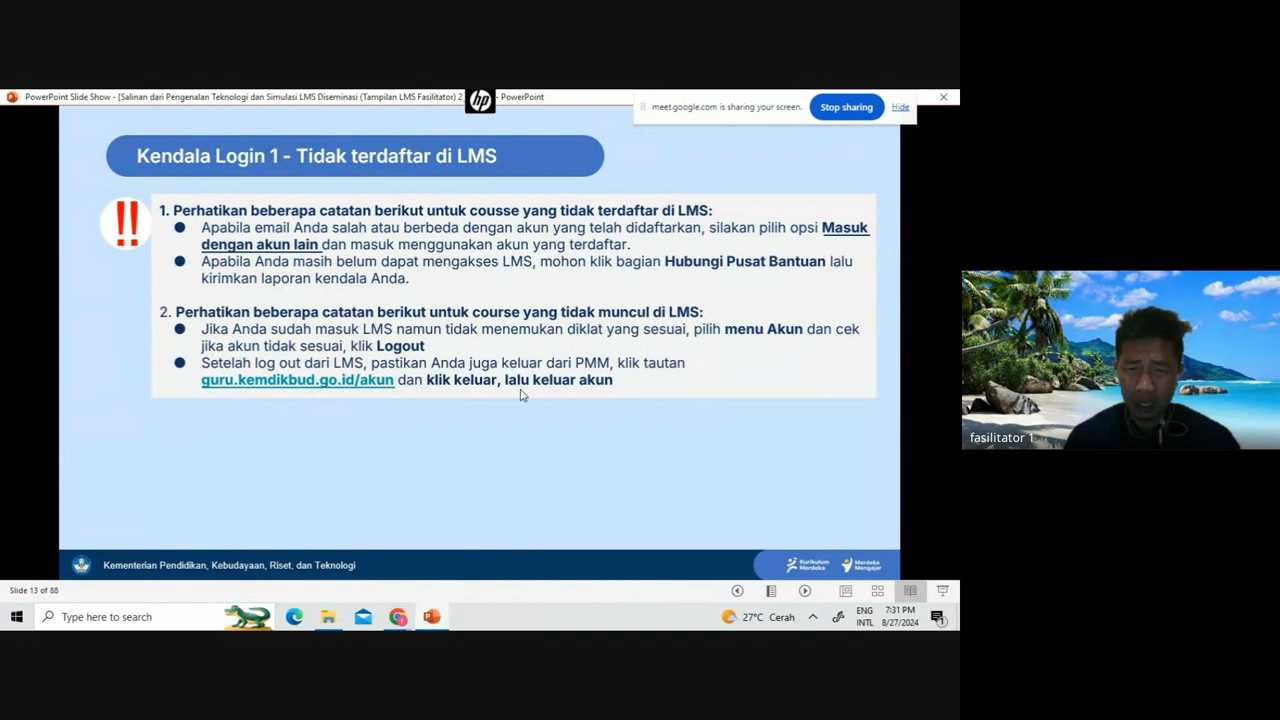 PowerPoint Slide Show - [Salinan dari Pengenalan Teknologi dan Simulasi LMS Diseminasi (Tampilan LMS Fasilitator) 2 - PowerPoint
hp
meet.google.com is sharing your screen.
Stop sharing
Hide
Kendala Login 1 - Tidak terdaftar di LMS
1. Perhatikan beberapa catatan berikut untuk cousse yang tidak terdaftar di LMS:
● Apabila email Anda salah atau berbeda dengan akun yang telah didaftarkan, silakan pilih opsi Masuk
dengan akun lain dan masuk menggunakan akun yang terdaftar.
● Apabila Anda masih belum dapat mengakses LMS, mohon klik bagian Hubungi Pusat Bantuan lalu
kirimkan laporan kendala Anda.
2. Perhatikan beberapa catatan berikut untuk course yang tidak muncul di LMS:
● Jika Anda sudah masuk LMS namun tidak menemukan diklat yang sesuai, pilih menu Akun dan cek
jika akun tidak sesuai, klik Logout
● Setelah log out dari LMS, pastikan Anda juga keluar dari PMM, klik tautan
guru.kemdikbud.go.id/akun dan klik keluar, lalu keluar akun
fasilitator 1
Kementerian Pendidikan, Kebudayaan, Riset, dan Teknologi
Kurikulum
Merdeka
Merdeka
Mengajar
Slide 13 of 88
Type here to search
27°C Cerah
ENG
INTL
7:31 PM
8/27/2024
1